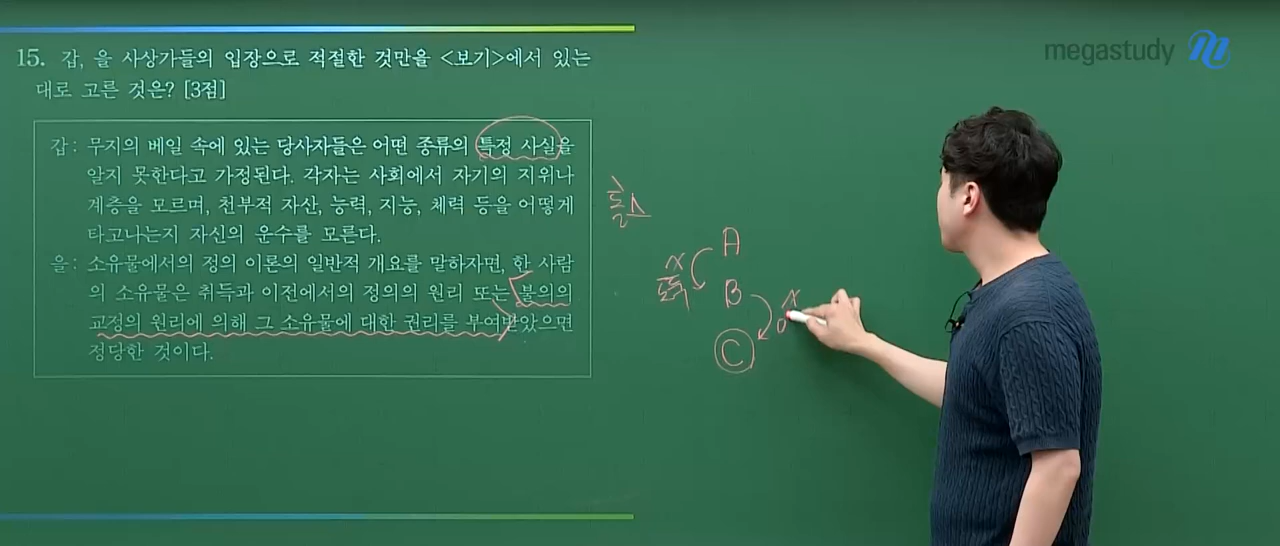 megastudy
15. 갑, 을 사상가들의 입장으로 적절한 것만을 <보기>에서 있는
대로 고른 것은? [3점]
갑: 무지의 베일 속에 있는 당사자들은 어떤 종류의 특정 사실을
알지 못한다고 가정된다. 각자는 사회에서 자기의 지위나
계층을 모르며, 천부적 자산, 능력, 지능, 체력 등을 어떻게
타고나는지 자신의 운수를 모른다.
을: 소유물에서의 정의 이론의 일반적 개요를 말하자면, 한 사람
의 소유물은 취득과 이전에서의 정의의 원리 또는 불의의
교정의 원리에 의해 그 소유물에 대한 권리를 부여받았으면
정당한 것이다.
A
B
C